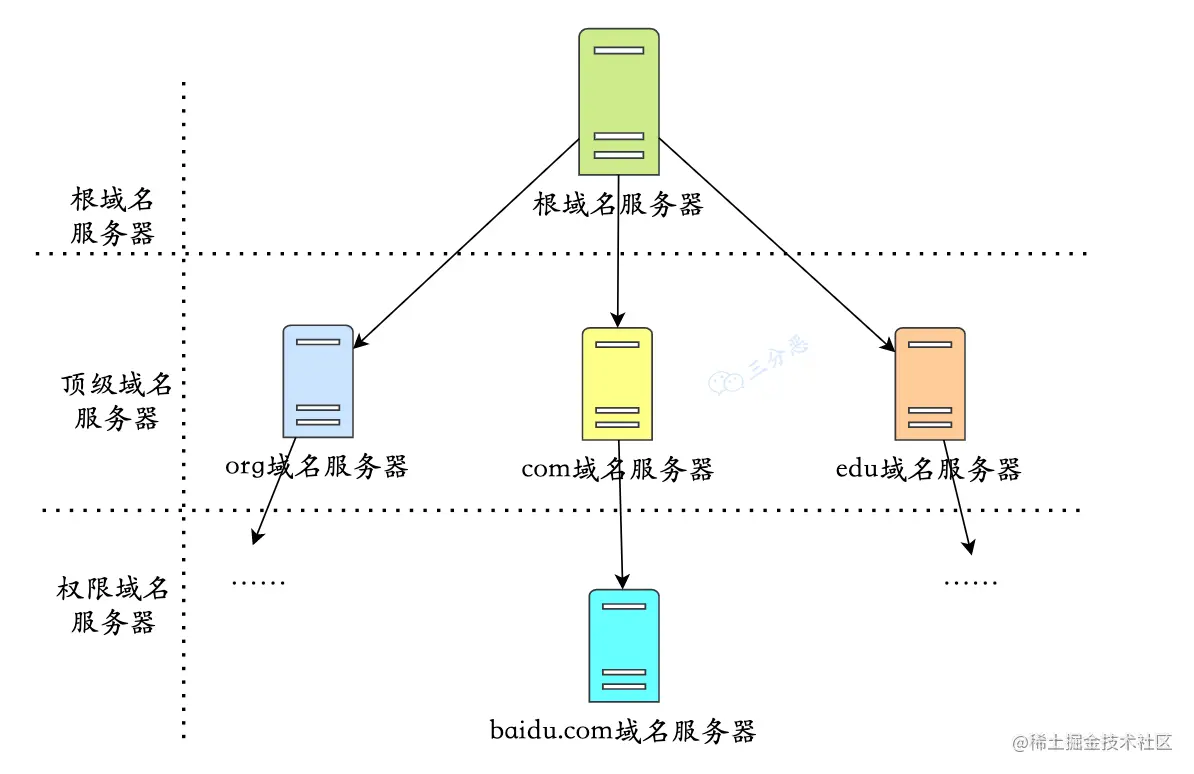 根域名
服务器
根域名服务器
三分恶
顶级域名
服务器
org域名服务器
com域名服务器
edu域名服务器
权限域名
服务器
......
......
baidu.com域名服务器
@稀土掘金技术社区